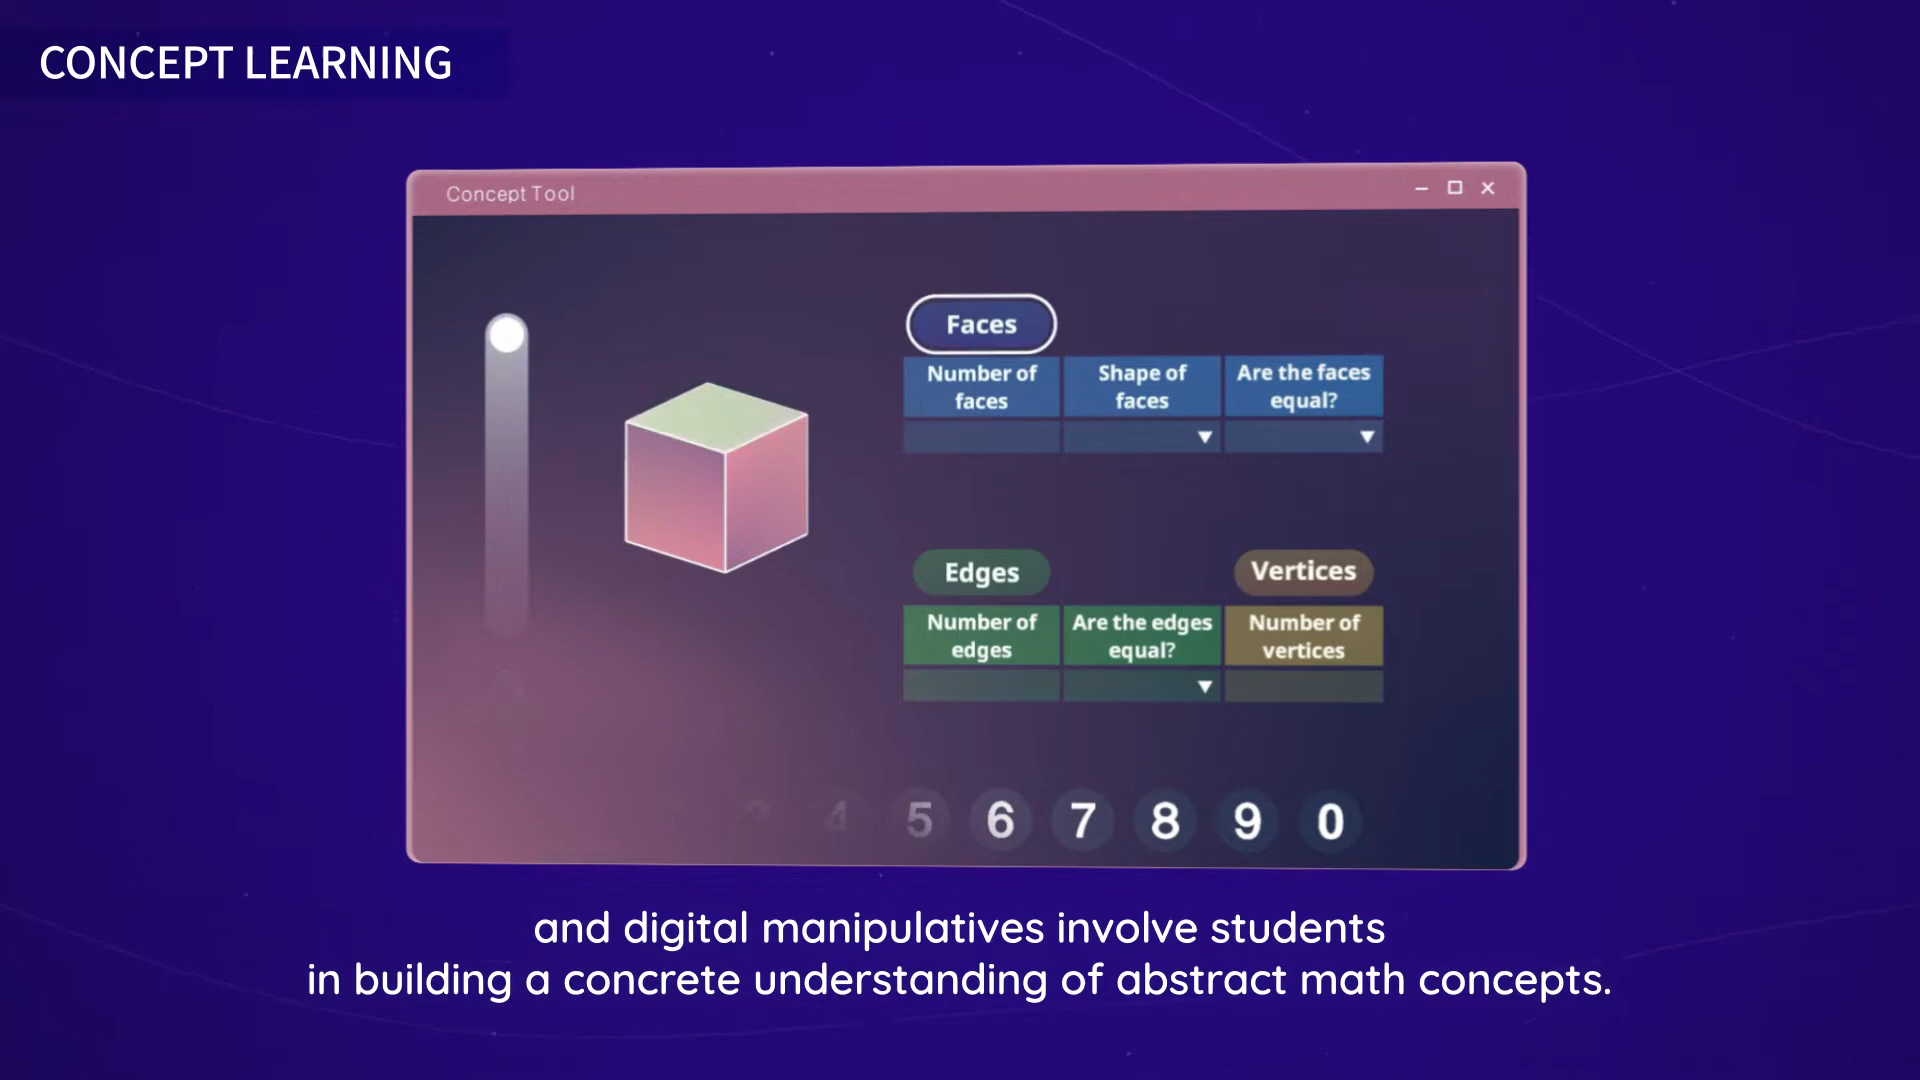 CONCEPT LEARNING
Concept Tool
Faces
Number of faces
Shape of faces
Are the faces equal?
Edges
Vertices
Number of edges
Are the edges equal?
Number of vertices
4 5 6 7 8 9 0
and digital manipulatives involve students
in building a concrete understanding of abstract math concepts.